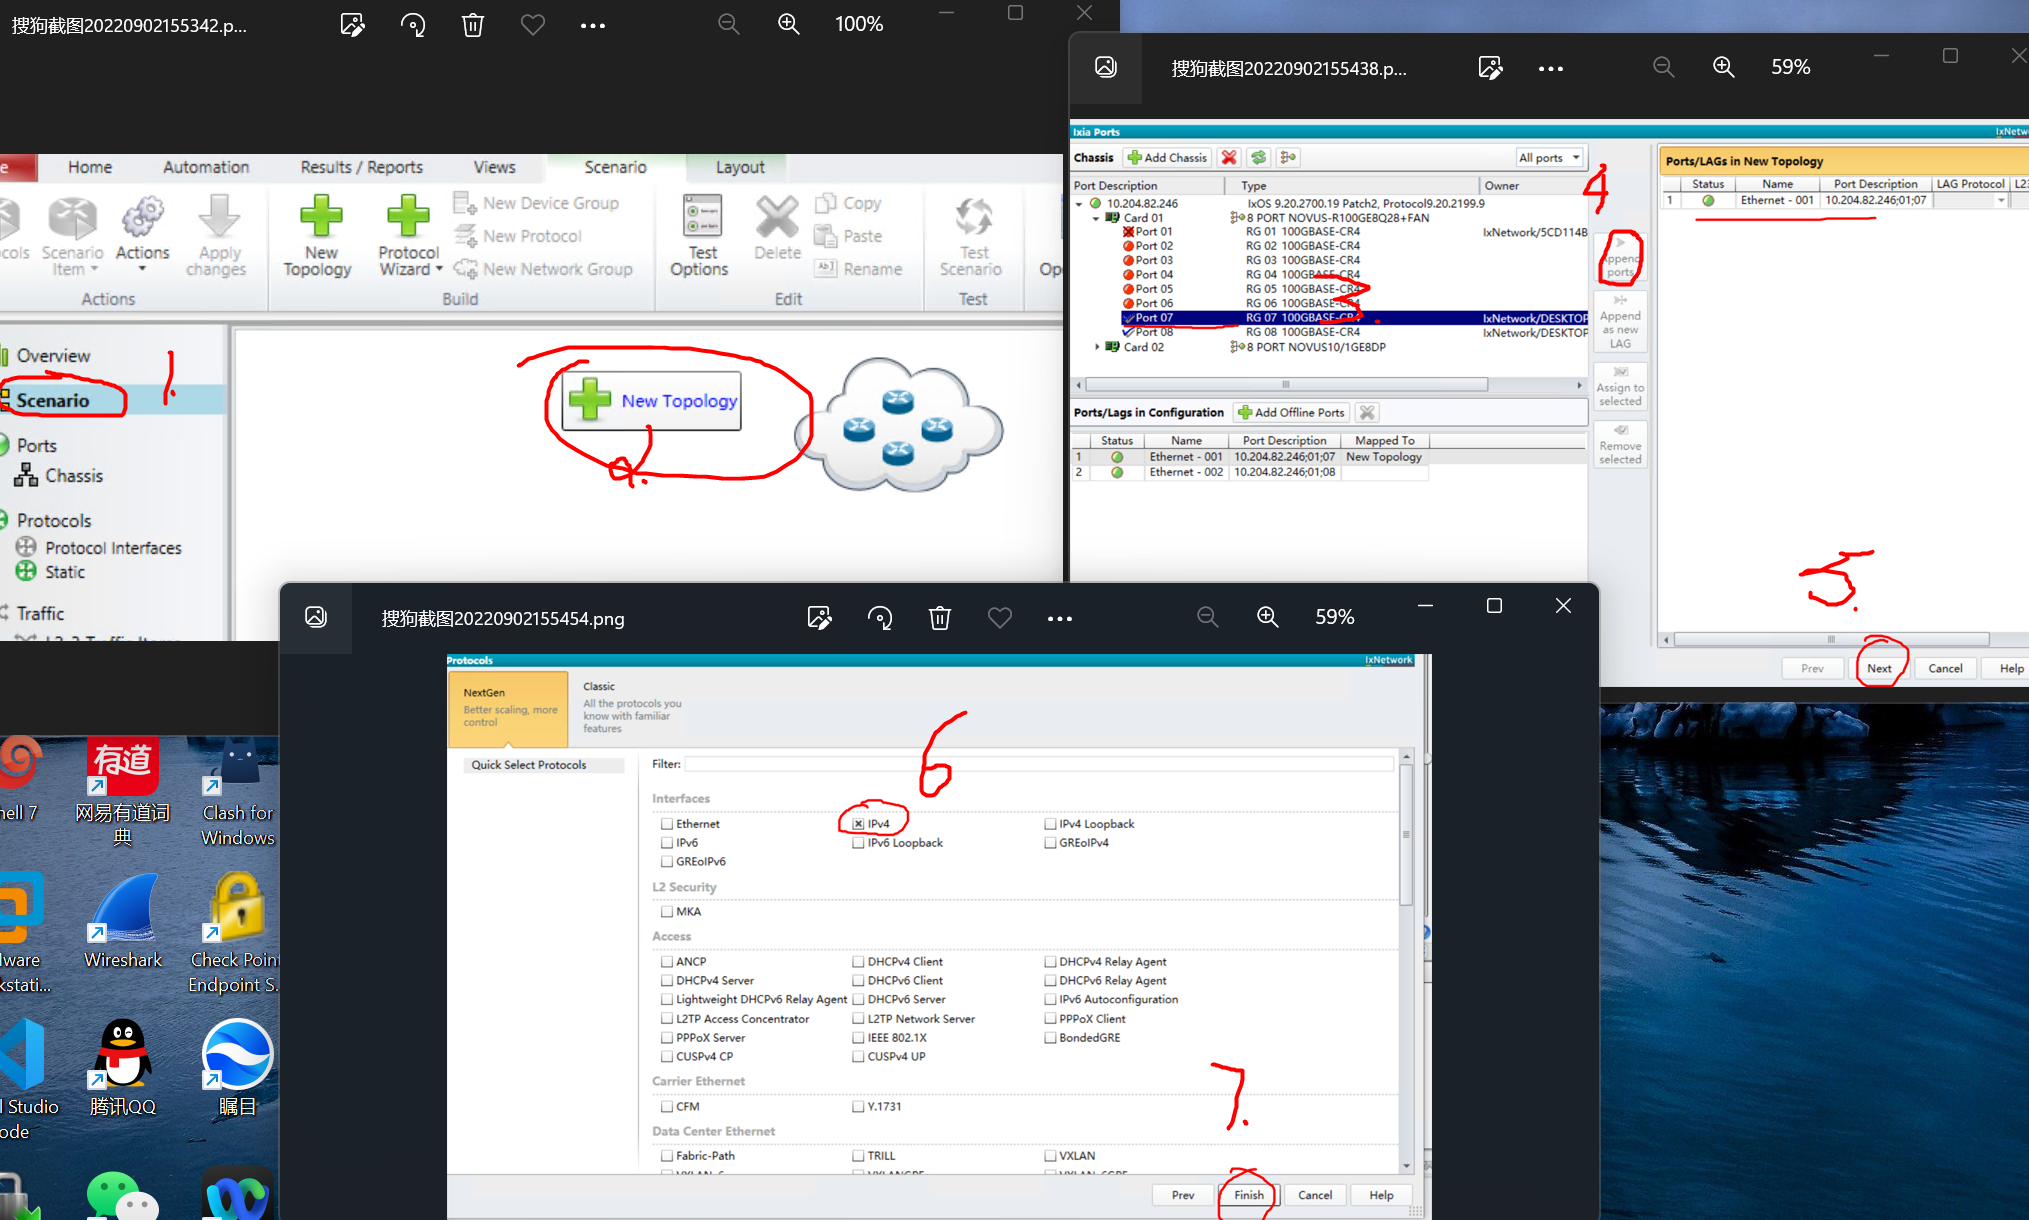 搜狗截图20220902155342.p...
100%
Home
Automation
Results / Reports
Views
Scenario
Layout
Scenario
Item
Actions
Apply
changes
New
Topology
Protocol
Wizard
New Device Group
New Protocol
New Network Group
Test
Options
Delete
Copy
Paste
Rename
Test
Scenario
Actions
Build
Edit
Test
Overview
Scenario
Ports
Chassis
Protocols
Protocol Interfaces
Static
Traffic
1.
New Topology
2.
搜狗截图20220902155438.p...
59%
Ixia Ports
Chassis
Add Chassis
All ports
Port Description Type Owner
10.204.82.246 IxOS 9.20.2700.19 Patch2, Protocol9.20.2199.9
Card 01 8 PORT NOVUS-R100GE8Q28+FAN
Port 01 RG 01 100GBASE-CR4 IxNetwork/5CD114B
Port 02 RG 02 100GBASE-CR4
Port 03 RG 03 100GBASE-CR4
Port 04 RG 04 100GBASE-CR4
Port 05 RG 05 100GBASE-CR4
Port 06 RG 06 100GBASE-CR4
Port 07 RG 07 100GBASE-CR4 IxNetwork/DESKTOP
Port 08 RG 08 100GBASE-CR4 IxNetwork/DESKTOP
Card 02 8 PORT NOVUS10/1GE8DP
3.
Ports/Lags in Configuration
Add Offline Ports
Status Name Port Description Mapped To
1 Ethernet - 001 10.204.82.246;01;07 New Topology
2 Ethernet - 002 10.204.82.246;01;08
4
Append
ports
Append
as new
LAG
Assign to
selected
Remove
selected
Ports/LAGs in New Topology
Status Name Port Description LAG Protocol
1 Ethernet - 001 10.204.82.246;01;07
5.
Prev
Next
Cancel
Help
搜狗截图20220902155454.png
59%
Protocols
IxNetwork
NextGen
Better scaling, more
control
Classic
All the protocols you
know with familiar
features
Quick Select Protocols
Filter:
6
Interfaces
Ethernet IPv4 IPv4 Loopback
IPv6 IPv6 Loopback GREoIPv4
GREoIPv6
L2 Security
MKA
Access
ANCP DHCPv4 Client DHCPv4 Relay Agent
DHCPv4 Server DHCPv6 Client DHCPv6 Relay Agent
Lightweight DHCPv6 Relay Agent DHCPv6 Server IPv6 Autoconfiguration
L2TP Access Concentrator L2TP Network Server PPPoX Client
PPPoX Server IEEE 802.1X BondedGRE
CUSPv4 CP CUSPv4 UP
Carrier Ethernet
CFM Y.1731
Data Center Ethernet
Fabric-Path TRILL VXLAN
7.
Prev
Finish
Cancel
Help
有道
网易有道词
典
Clash for
Windows
Wireshark
Check Point
Endpoint S...
腾讯QQ
瞩目